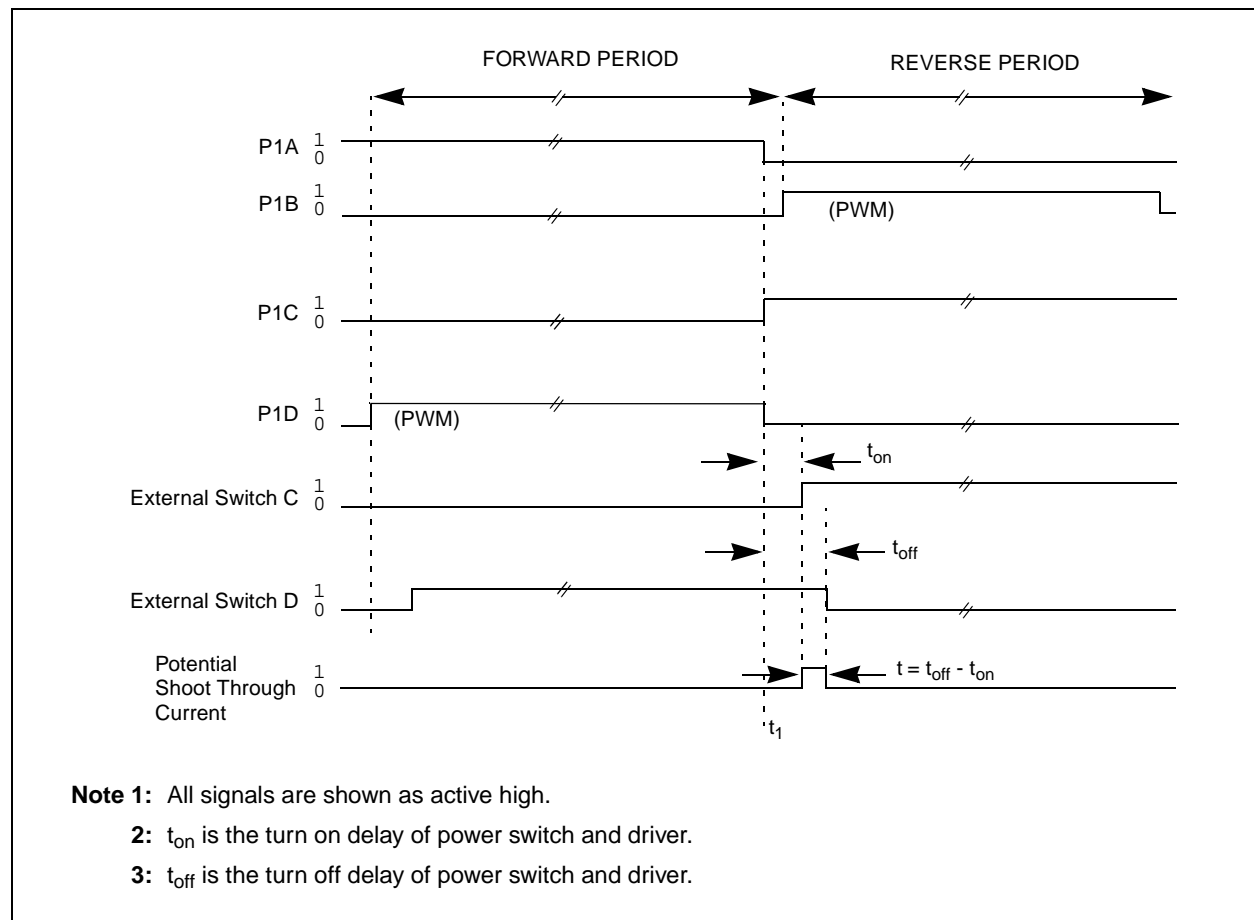 FORWARD PERIOD
REVERSE PERIOD
P1A 1
0
P1B 1
0
(PWM)
P1C 1
0
P1D 1
0
(PWM)
ton
External Switch C 1
0
toff
External Switch D 1
0
Potential
Shoot Through
Current
1
0
t = toff - ton
t1
Note 1: All signals are shown as active high.
2: ton is the turn on delay of power switch and driver.
3: toff is the turn off delay of power switch and driver.